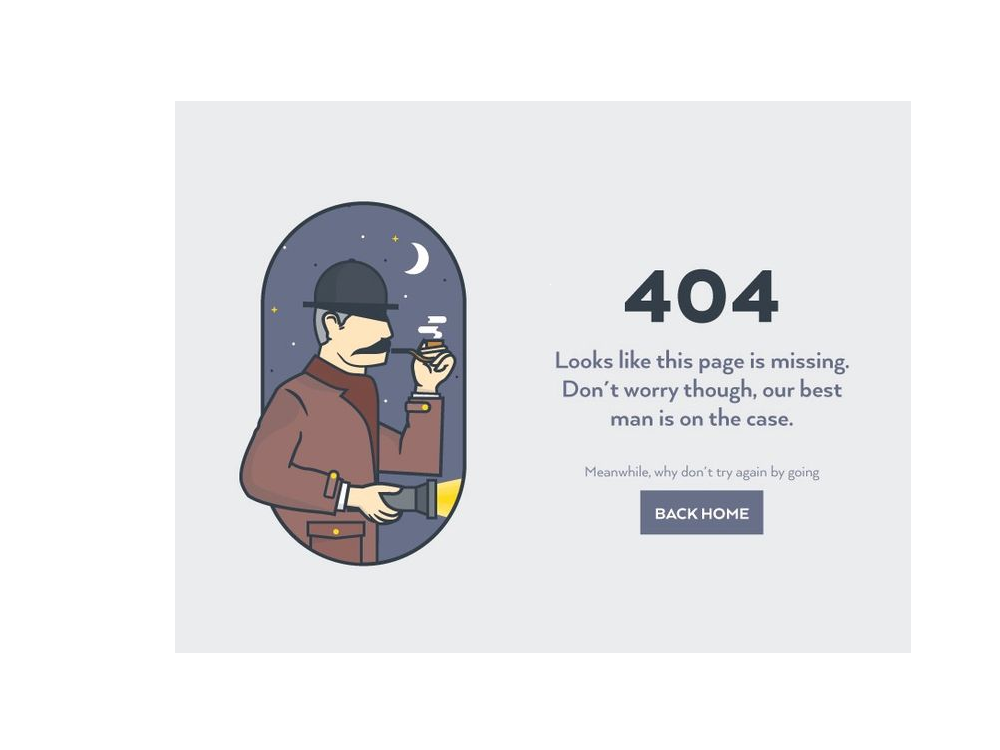 404
Looks like this page is missing.
Don't worry though, our best
man is on the case.
Meanwhile, why don't try again by going
BACK HOME